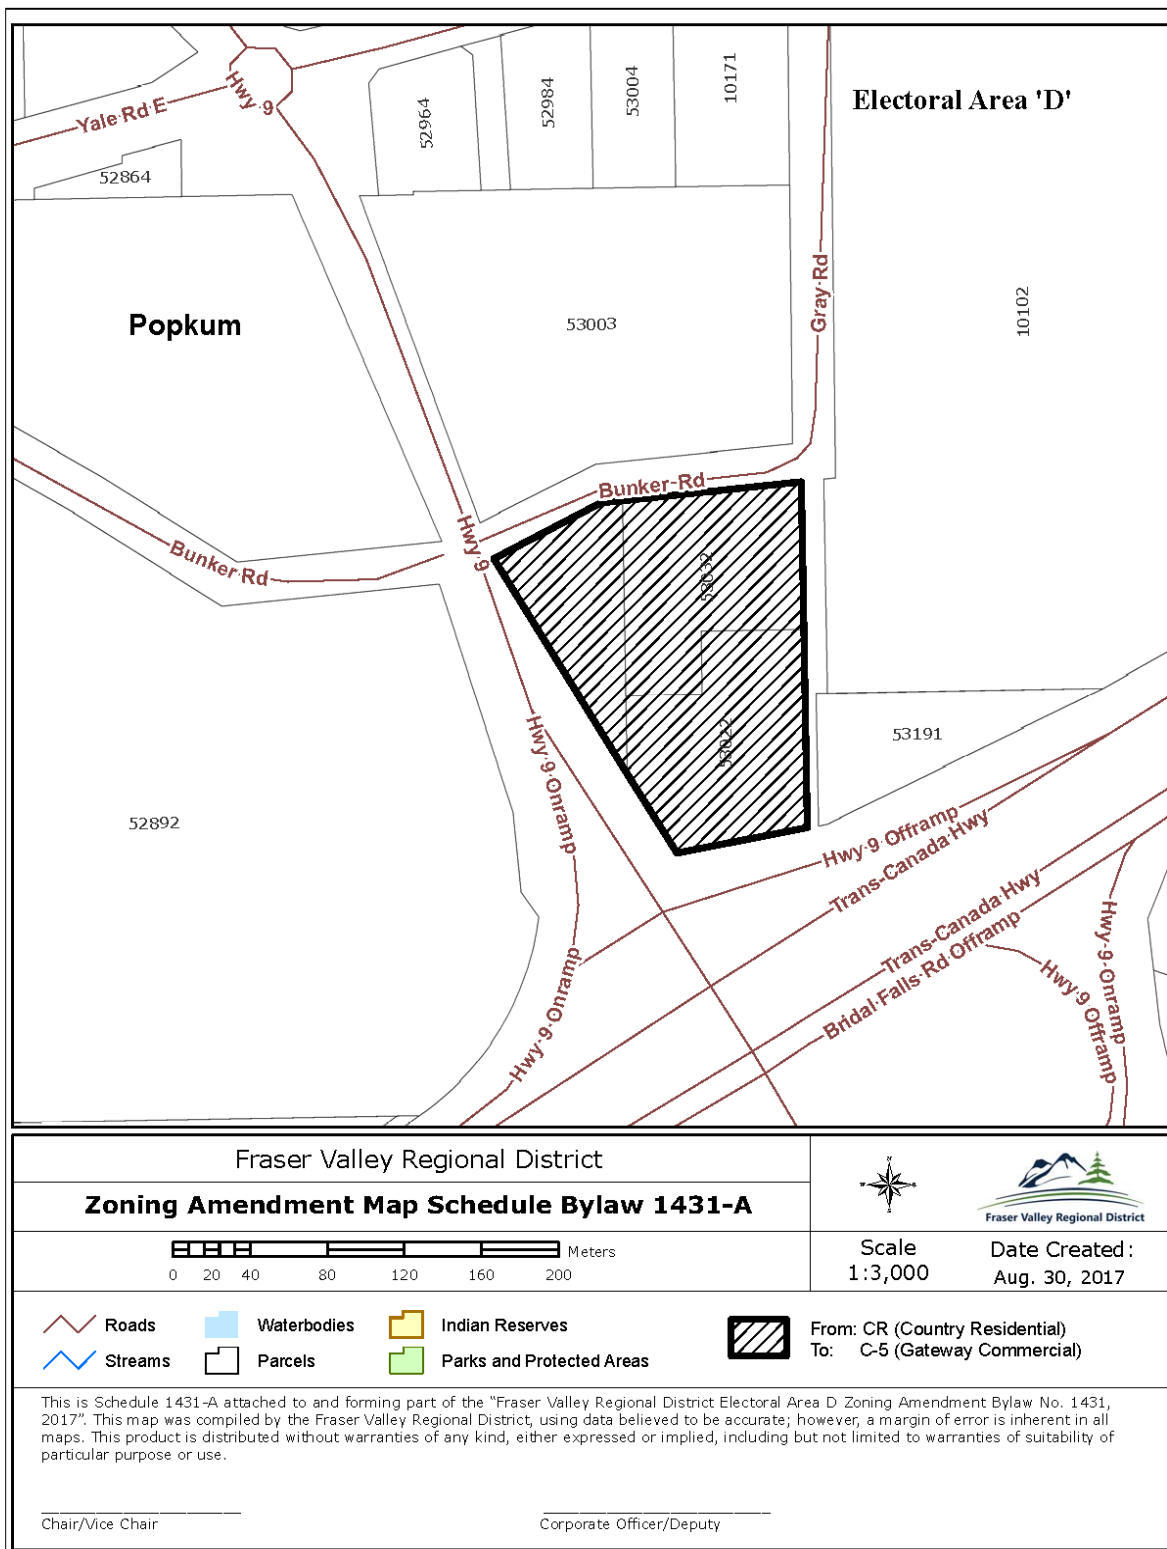 Electoral Area 'D'
Yale Rd E
Hwy 9
52864
52964
52984
53004
10171
Popkum
53003
Gray Rd
10102
Bunker Rd
Bunker Rd
Hwy 9
53032
53022
53191
52892
Hwy 9 Onramp
Hwy 9 Offramp
Trans-Canada Hwy
Trans-Canada Hwy
Bridal Falls Rd Offramp
Hwy 9 Onramp
Hwy 9 Offramp
Hwy 9 Onramp
Fraser Valley Regional District
Zoning Amendment Map Schedule Bylaw 1431-A
Meters
0 20 40 80 120 160 200
N
W E
S
Fraser Valley Regional District
Scale
1:3,000
Date Created:
Aug. 30, 2017
Roads
Waterbodies
Indian Reserves
Streams
Parcels
Parks and Protected Areas
From: CR (Country Residential)
To: C-5 (Gateway Commercial)
This is Schedule 1431-A attached to and forming part of the “Fraser Valley Regional District Electoral Area D Zoning Amendment Bylaw No. 1431,
2017”. This map was compiled by the Fraser Valley Regional District, using data believed to be accurate; however, a margin of error is inherent in all
maps. This product is distributed without warranties of any kind, either expressed or implied, including but not limited to warranties of suitability of
particular purpose or use.
Chair/Vice Chair
Corporate Officer/Deputy